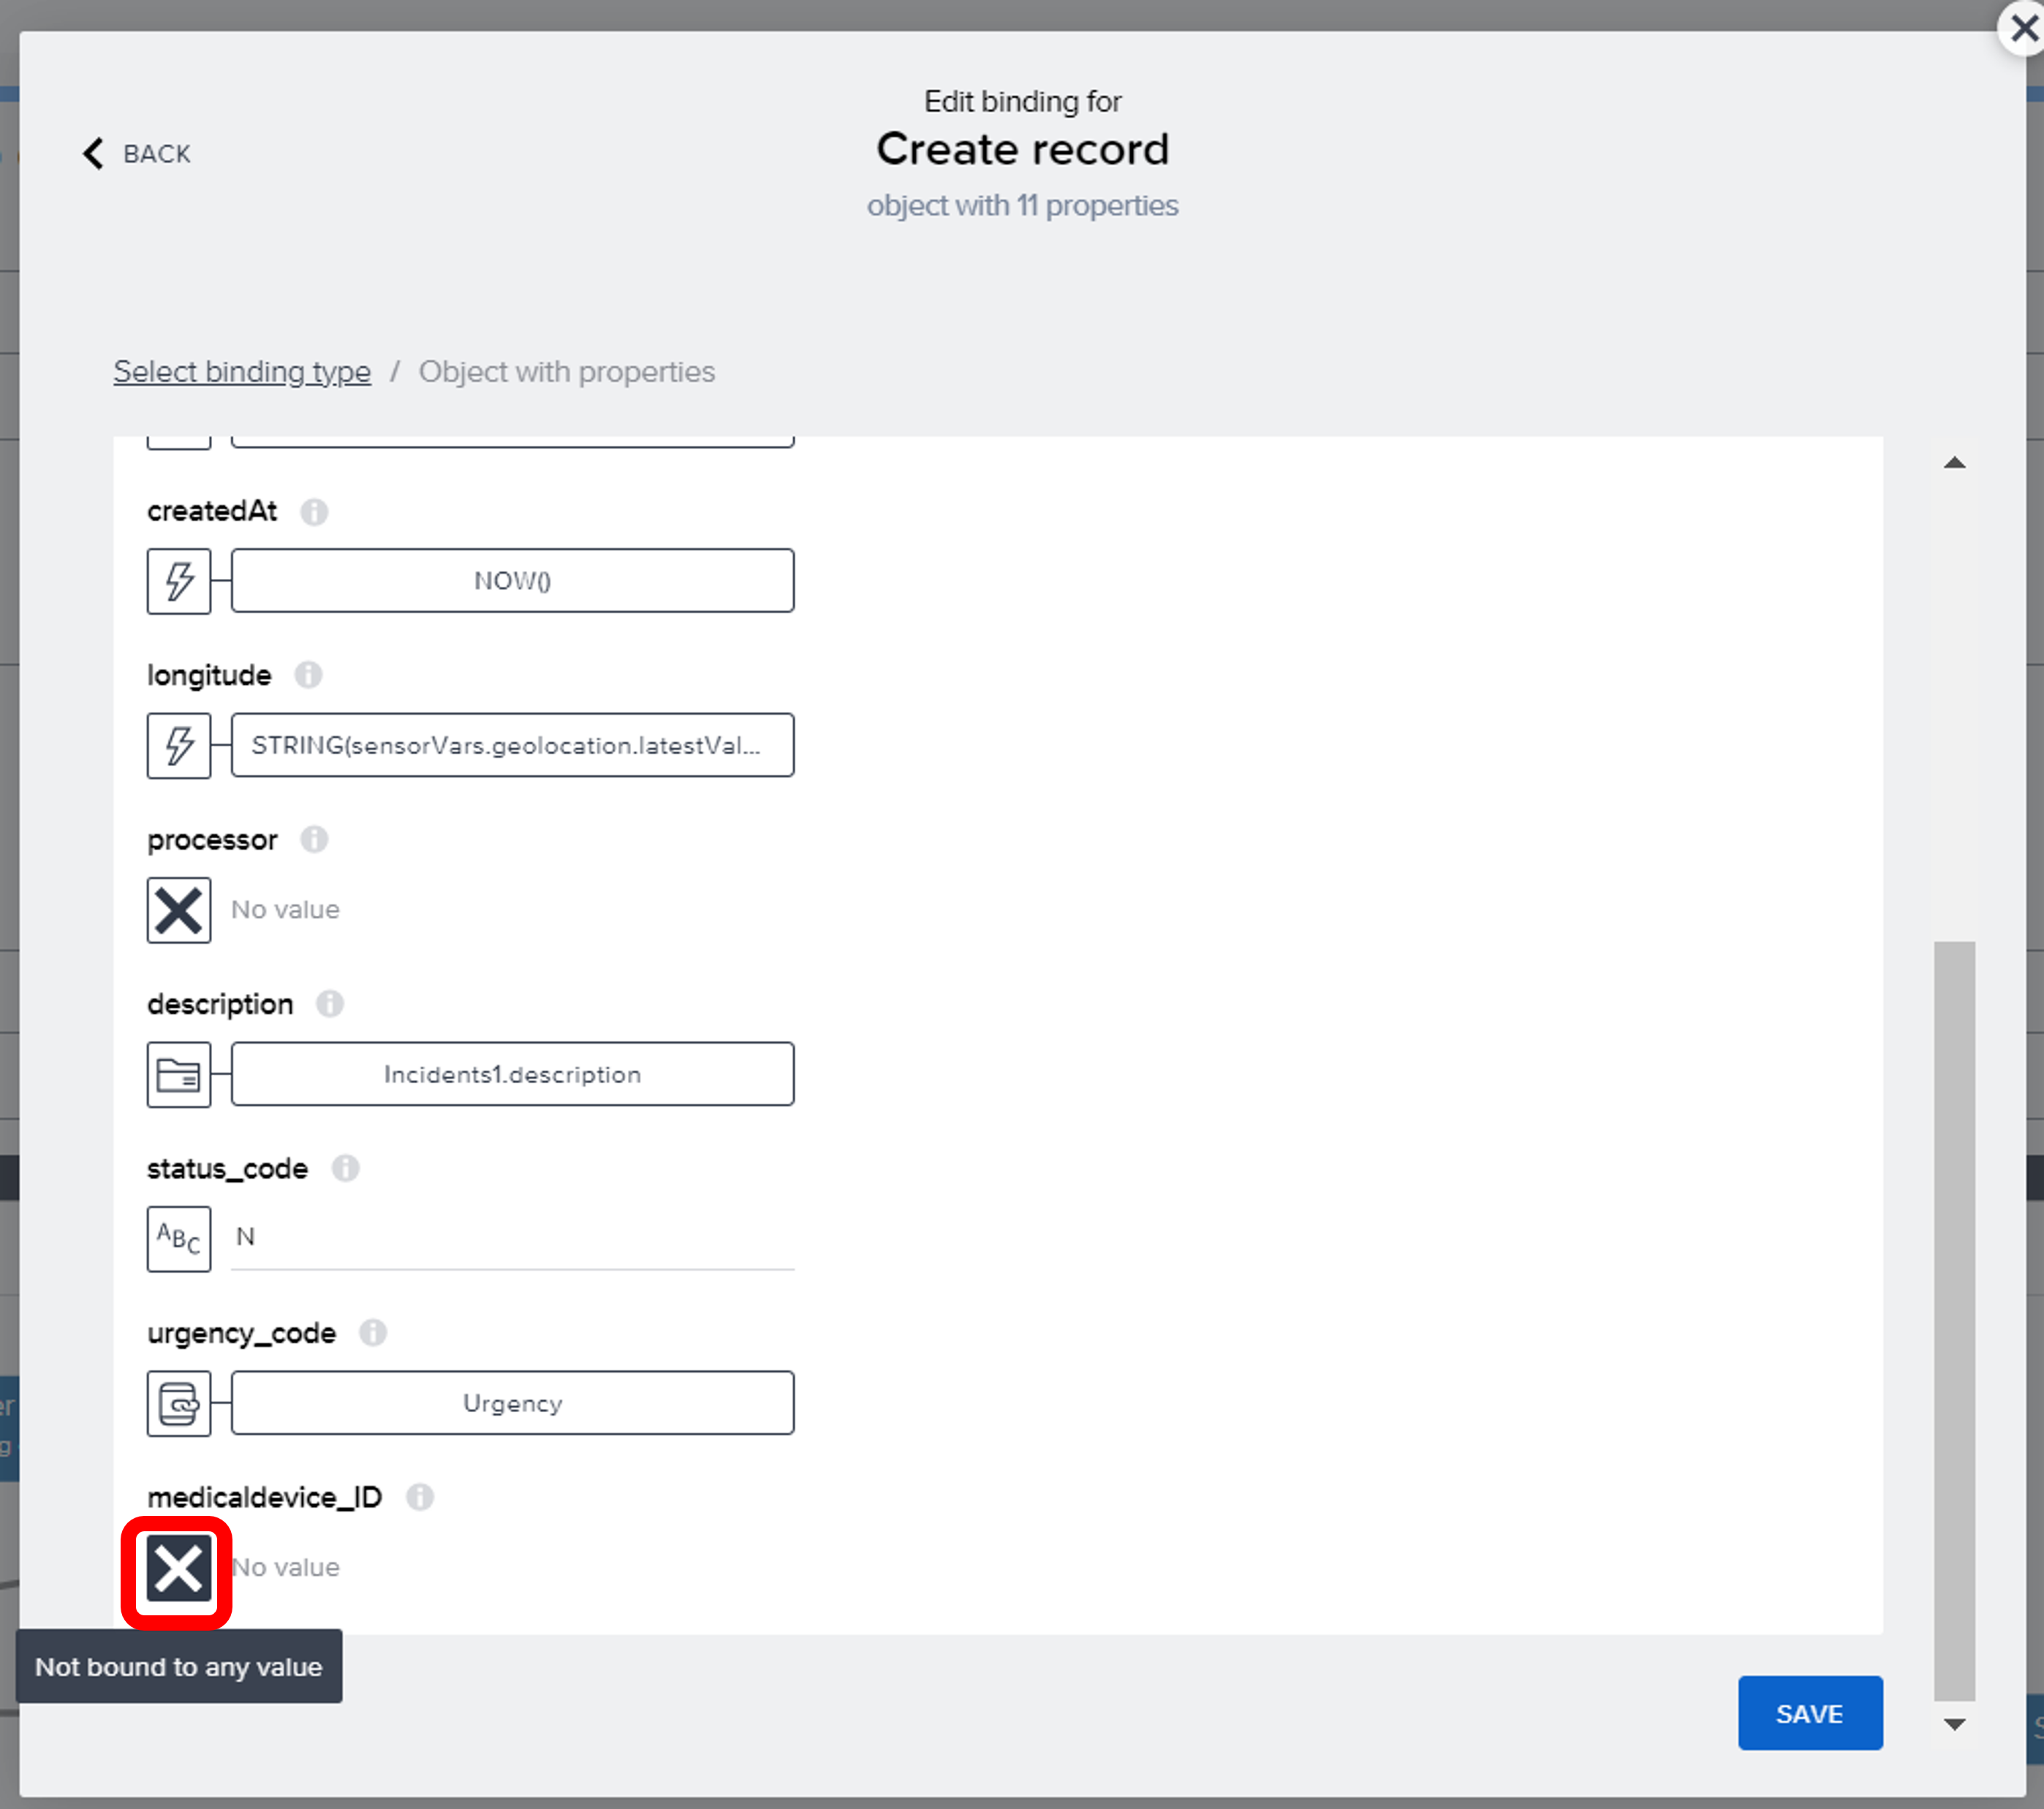 Edit binding for
Create record
object with 11 properties
BACK
Select binding type / Object with properties
createdAt
NOW()
longitude
STRING(sensorVars.geolocation.latestVal...
processor
No value
description
Incidents1.description
status_code
ABC N
urgency_code
Urgency
medicaldevice_ID
No value
Not bound to any value
SAVE